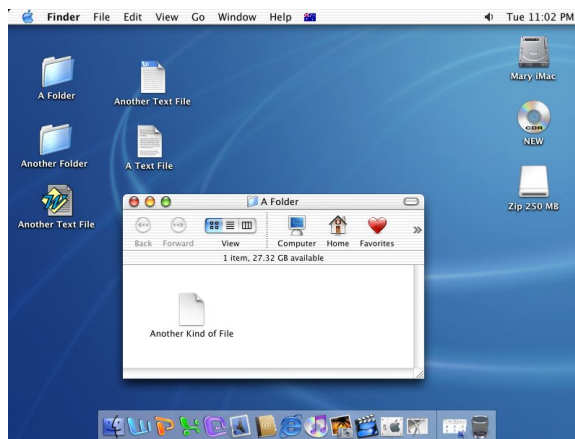 Finder File Edit View Go Window Help Tue 11:02 PM
A Folder
Another Text File
Mary iMac
CDR
NEW
Another Folder
A Text File
Another Text File
Zip 250 MB
A Folder
Back Forward View Computer Home Favorites
1 item, 27.32 GB available
Another Kind of File